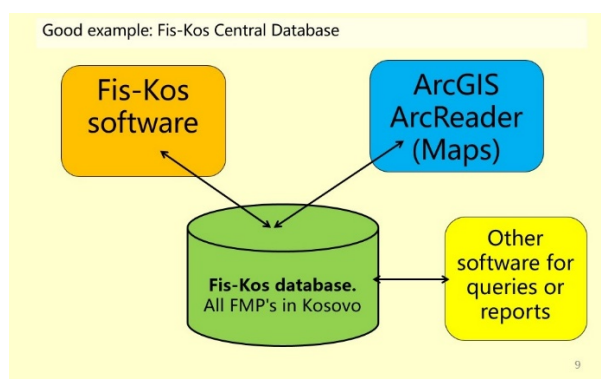 Good example: Fis-Kos Central Database
Fis-Kos
software
ArcGIS
ArcReader
(Maps)
Fis-Kos database.
All FMP's in Kosovo
Other
software for
queries or
reports
9